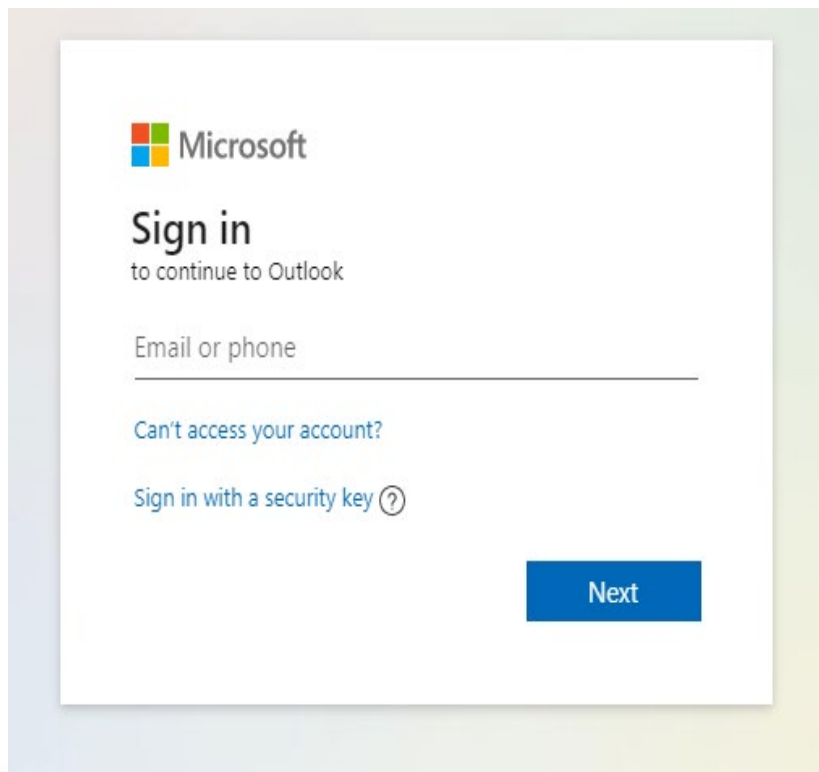 Microsoft
Sign in
to continue to Outlook
Email or phone
Can't access your account?
Sign in with a security key ?
Next